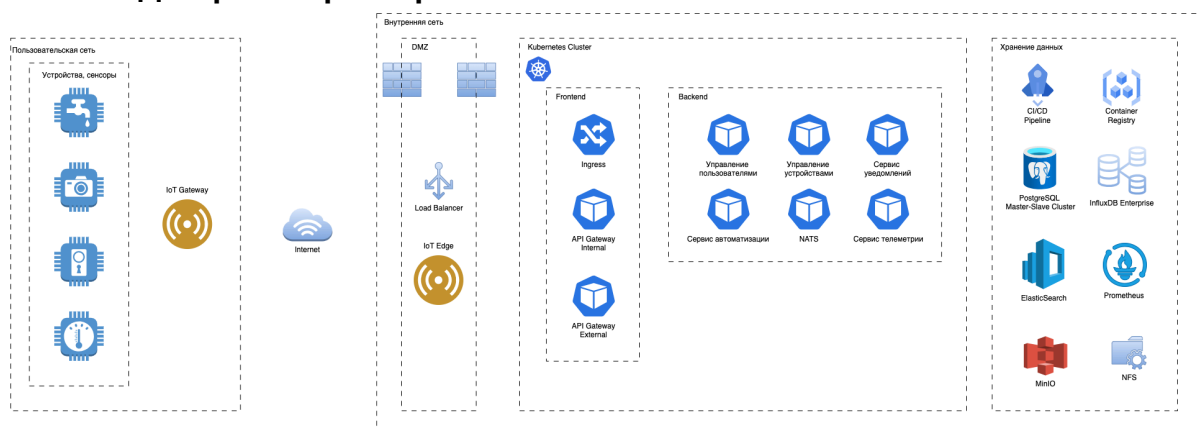 Внутренняя сеть
Пользовательская сеть
Устройства, сенсоры
IoT Gateway
Internet
DMZ
Load Balancer
IoT Edge
Kubernetes Cluster
Frontend
Ingress
API Gateway
Internal
API Gateway
External
Backend
Управление
пользователями
Управление
устройствами
Сервис
уведомлений
Сервис автоматизации
NATS
Сервис телеметрии
Хранение данных
CI/CD
Pipeline
Container
Registry
PostgreSQL
Master-Slave Cluster
InfluxDB Enterprise
ElasticSearch
Prometheus
MinIO
NFS